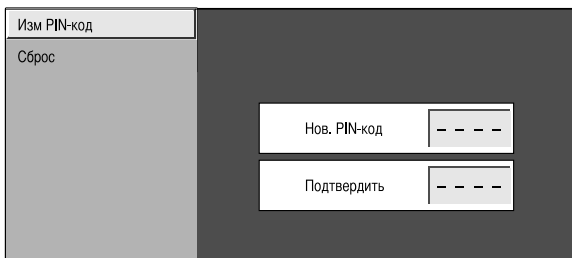 Изм PIN-код
Сброс
Нов. PIN-код – – – –
Подтвердить – – – –